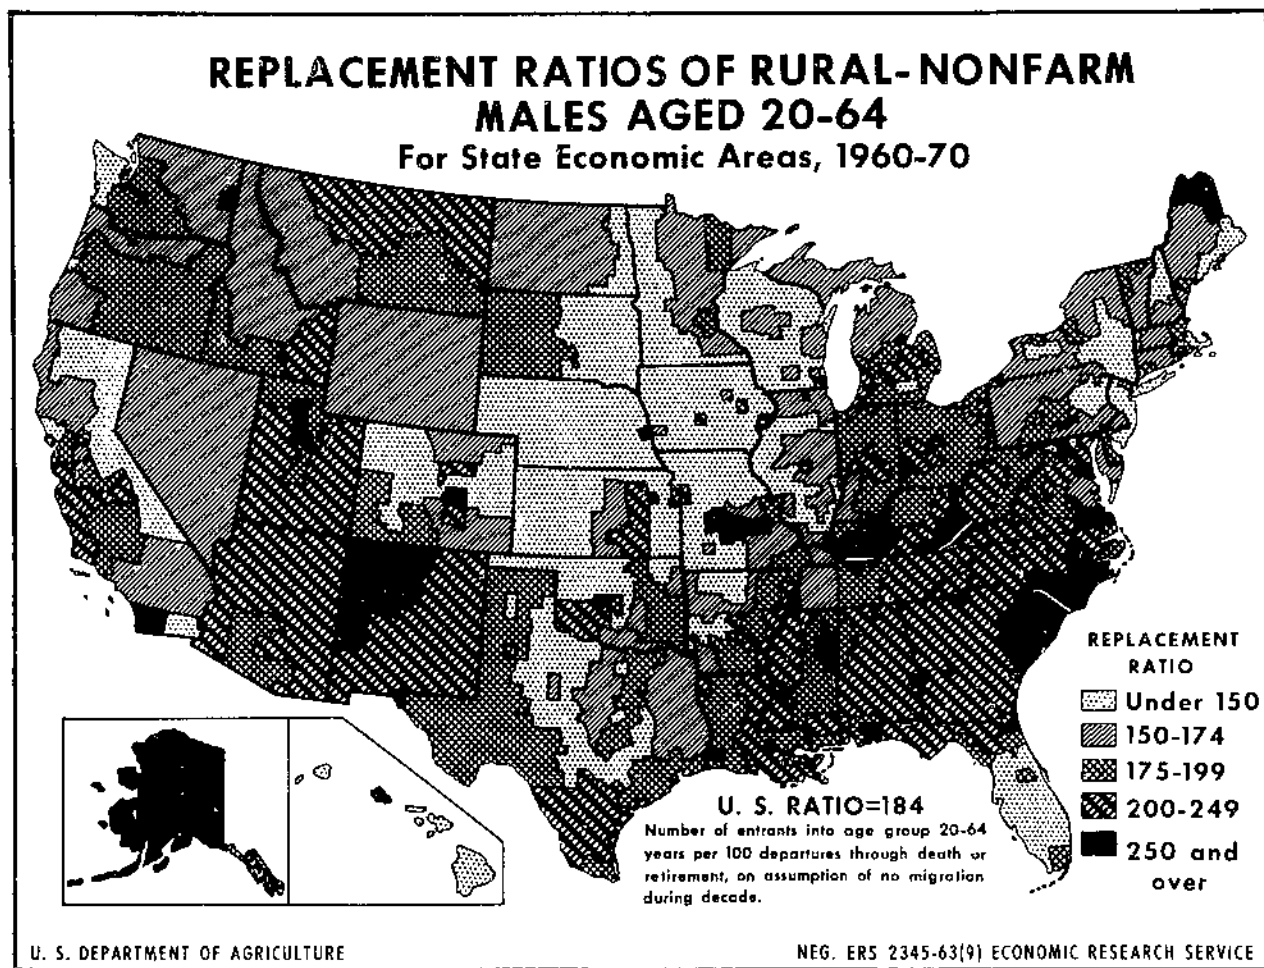 REPLACEMENT RATIOS OF RURAL-NONFARM
MALES AGED 20-64
For State Economic Areas, 1960-70
REPLACEMENT
RATIO
Under 150
150-174
175-199
200-249
250 and
over
U. S. RATIO=184
Number of entrants into age group 20-64
years per 100 departures through death or
retirement, on assumption of no migration
during decade.
U. S. DEPARTMENT OF AGRICULTURE
NEG. ERS 2345-63(9) ECONOMIC RESEARCH SERVICE